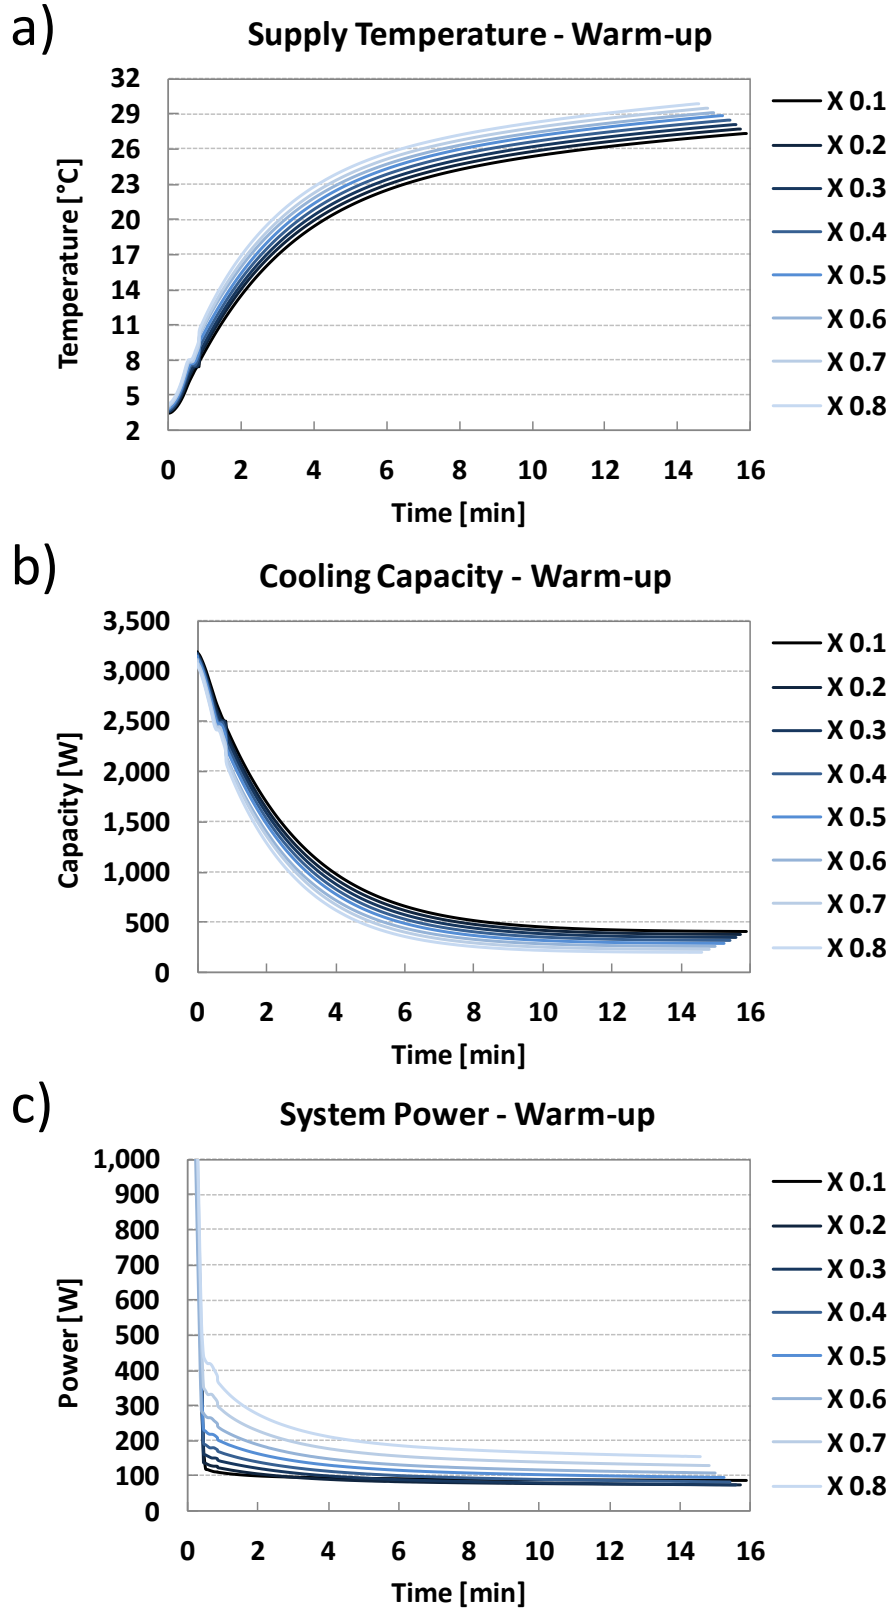 a)
Supply Temperature - Warm-up
32
29
26
23
20
17
14
11
8
5
2
Temperature [°C]
0 2 4 6 8 10 12 14 16
Time [min]
X 0.1
X 0.2
X 0.3
X 0.4
X 0.5
X 0.6
X 0.7
X 0.8
b)
Cooling Capacity - Warm-up
3,500
3,000
2,500
2,000
1,500
1,000
500
0
Capacity [W]
0 2 4 6 8 10 12 14 16
Time [min]
X 0.1
X 0.2
X 0.3
X 0.4
X 0.5
X 0.6
X 0.7
X 0.8
c)
System Power - Warm-up
1,000
900
800
700
600
500
400
300
200
100
0
Power [W]
0 2 4 6 8 10 12 14 16
Time [min]
X 0.1
X 0.2
X 0.3
X 0.4
X 0.5
X 0.6
X 0.7
X 0.8